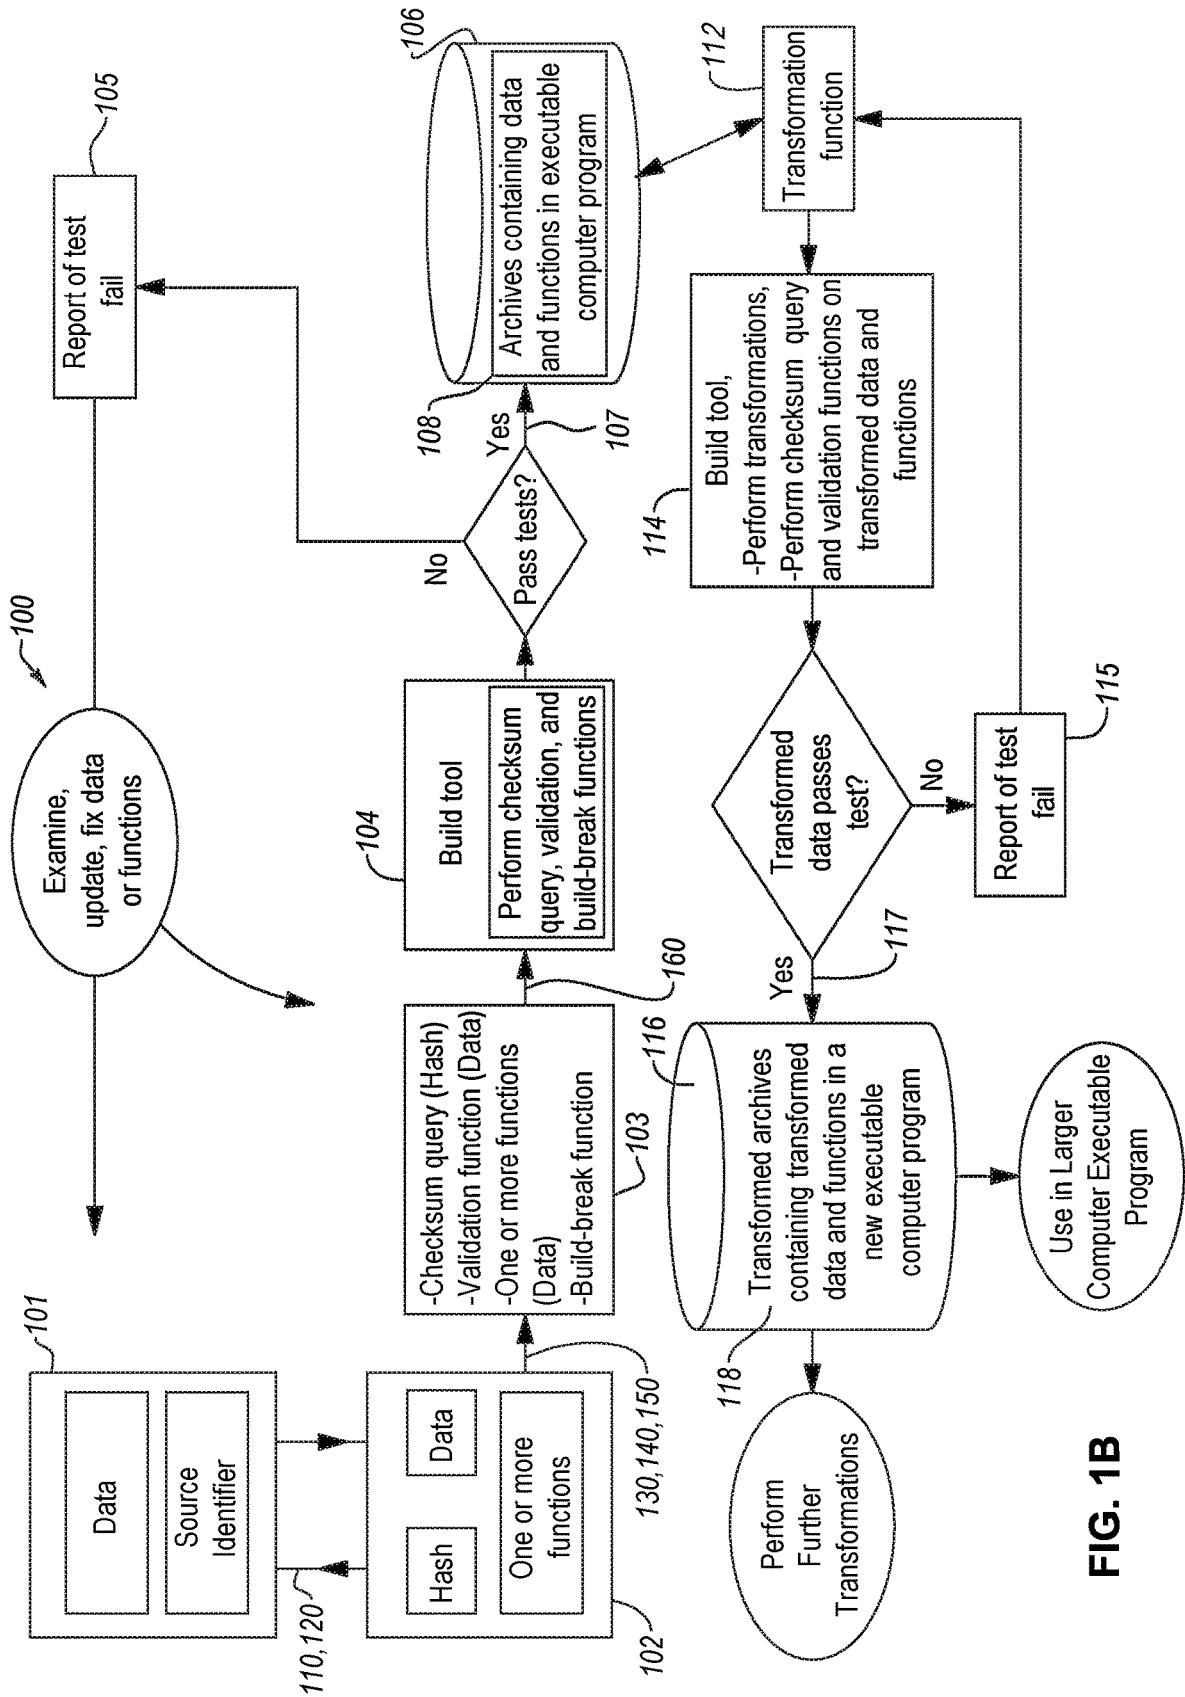 100
101
Data
Source
Identifier
110,120
102
Hash
Data
One or more
functions
130,140,150
-Checksum query (Hash)
-Validation function (Data)
-One or more functions
(Data)
-Build-break function
103
160
104
Build tool
Perform checksum
query, validation, and
build-break functions
Pass tests?
No
Yes
107
Examine,
update, fix data
or functions
Report of test
fail
105
106
108
Archives containing data
and functions in executable
computer program
112
Transformation
function
114
Build tool,
-Perform transformations,
-Perform checksum query
and validation functions on
transformed data and
functions
Transformed
data passes
test?
No
Report of test
fail
115
Yes
117
116
118
Transformed archives
containing transformed
data and functions in a
new executable
computer program
Perform
Further
Transformations
Use in Larger
Computer Executable
Program
FIG. 1B